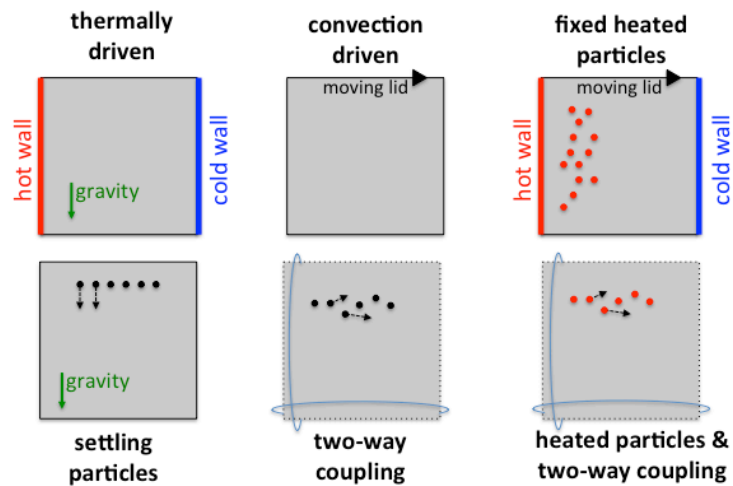 thermally
driven
convection
driven
fixed heated
particles
moving lid
moving lid
hot wall
gravity
cold wall
hot wall
cold wall
gravity
settling
particles
two-way
coupling
heated particles &
two-way coupling